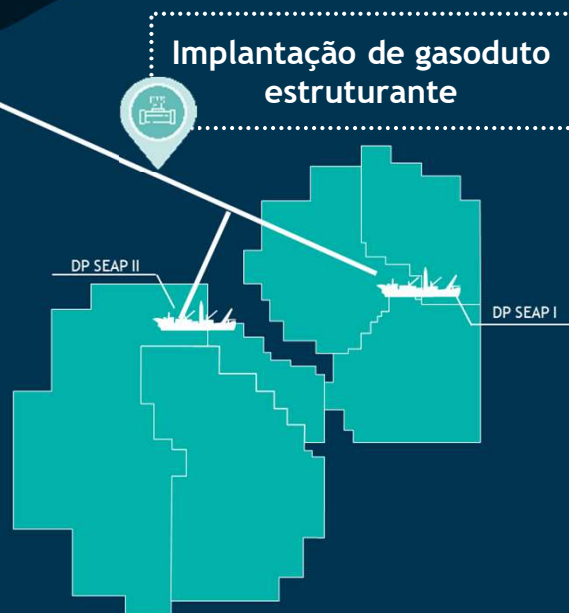 Implantação de gasoduto
estruturante
DP SEAP II
DP SEAP I